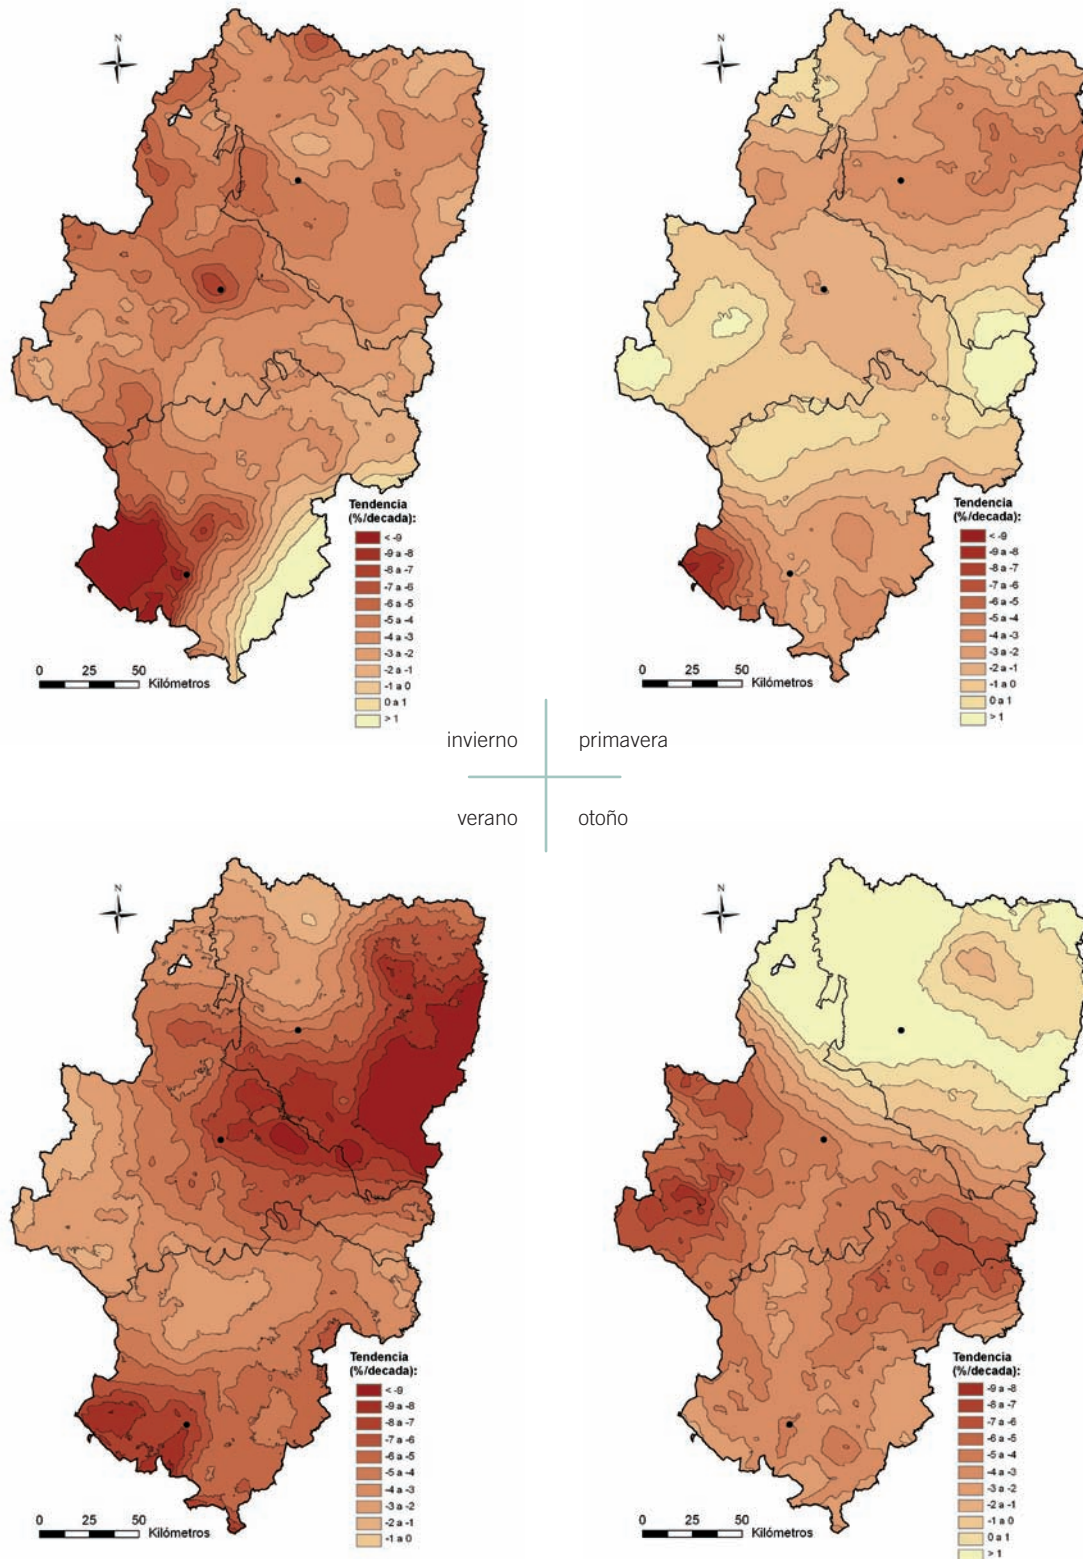 N
Tendencia
(%/decada):
< -9
-9 a -8
-8 a -7
-7 a -6
-6 a -5
-5 a -4
-4 a -3
-3 a -2
-2 a -1
-1 a 0
0 a 1
> 1
0 25 50
Kilómetros
N
Tendencia
(%/decada):
< -9
-9 a -8
-8 a -7
-7 a -6
-6 a -5
-5 a -4
-4 a -3
-3 a -2
-2 a -1
-1 a 0
0 a 1
> 1
0 25 50
Kilómetros
invierno
primavera
verano
otoño
N
Tendencia
(%/decada):
< -9
-9 a -8
-8 a -7
-7 a -6
-6 a -5
-5 a -4
-4 a -3
-3 a -2
-2 a -1
-1 a 0
0 25 50
Kilómetros
N
Tendencia
(%/decada):
-9 a -8
-8 a -7
-7 a -6
-6 a -5
-5 a -4
-4 a -3
-3 a -2
-2 a -1
-1 a 0
0 a 1
> 1
0 25 50
Kilómetros